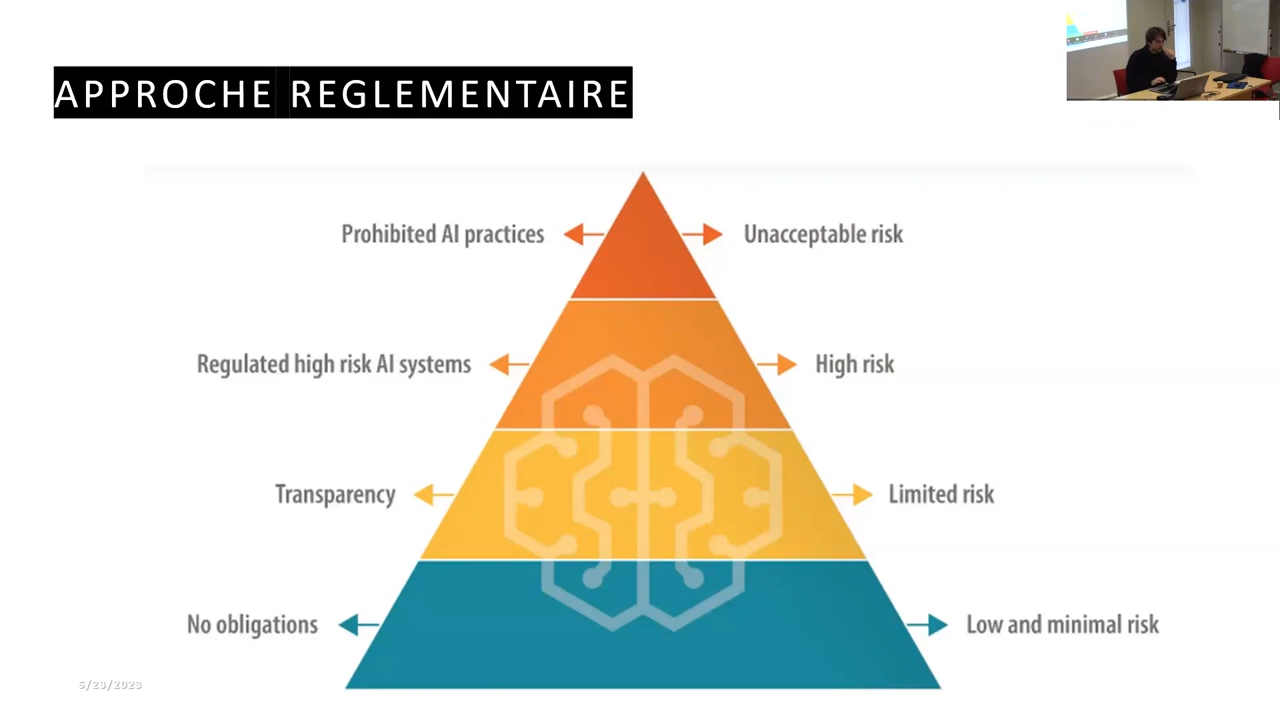 APPROCHE REGLEMENTAIRE
Prohibited AI practices
Unacceptable risk
Regulated high risk AI systems
High risk
Transparency
Limited risk
No obligations
Low and minimal risk
5/23/2023